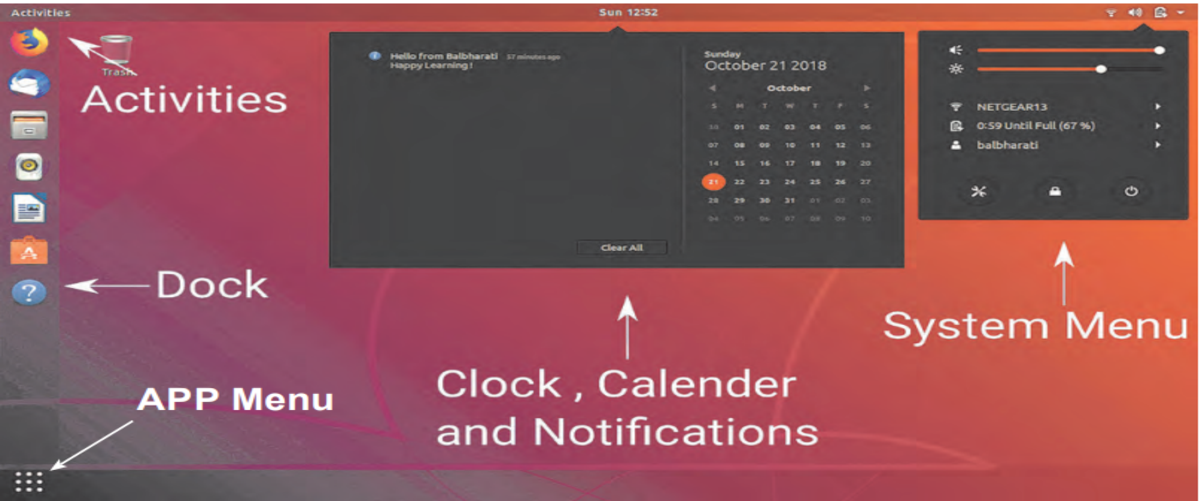 Activities
Sun 12:52
Trash
Activities
Hello from Balbharati 37 minutes ago
Happy Learning !
Clear All
Sunday
October 21 2018
October
S M T W T F S
30 01 02 03 04 05 06
07 08 09 10 11 12 13
14 15 16 17 18 19 20
21 22 23 24 25 26 27
28 29 30 31 01 02 03
04 05 06 07 08 09 10
NETGEAR13
0:59 Until Full (67 %)
balbharati
Dock
APP Menu
Clock , Calender
and Notifications
System Menu